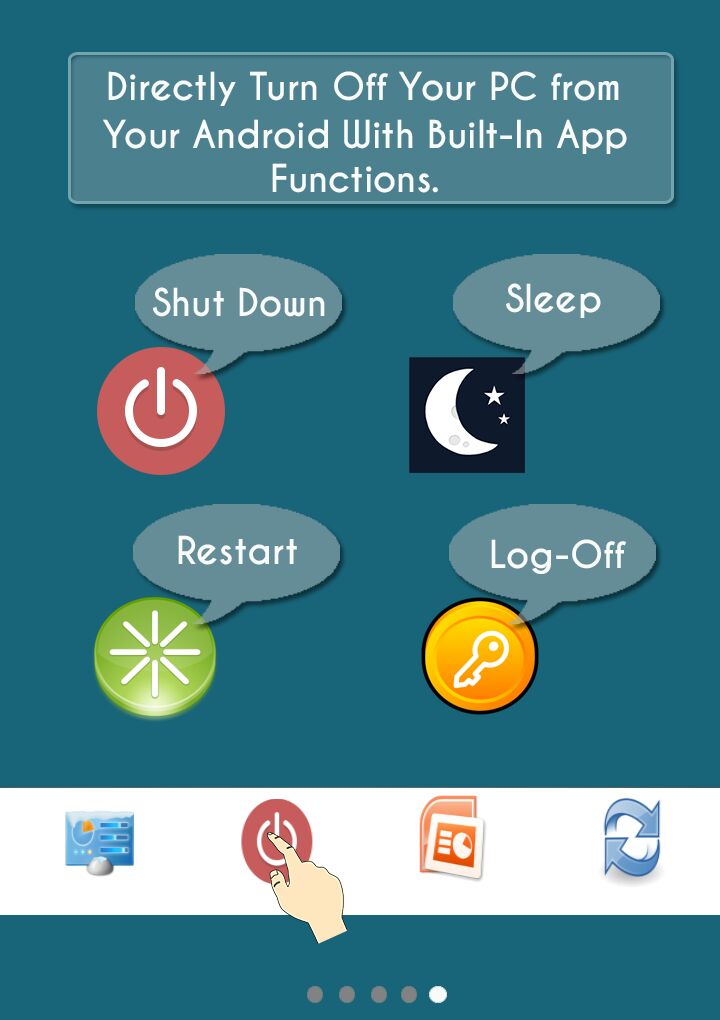 Directly Turn Off Your PC from
Your Android With Built-In App
Functions.
Shut Down
Sleep
Restart
Log-Off